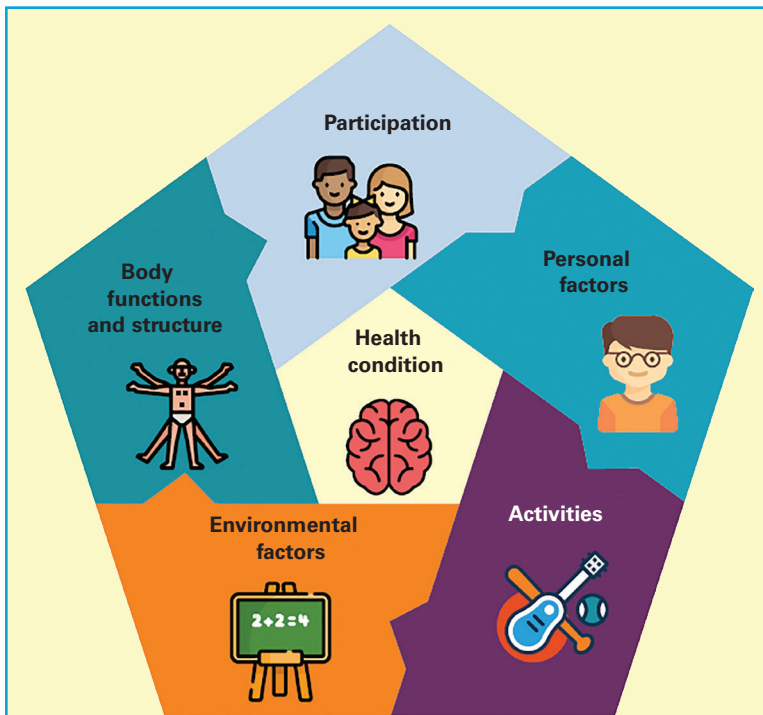 Participation
Personal
factors
Body
functions
and structure
Health
condition
Activities
Environmental
factors
2+2=4